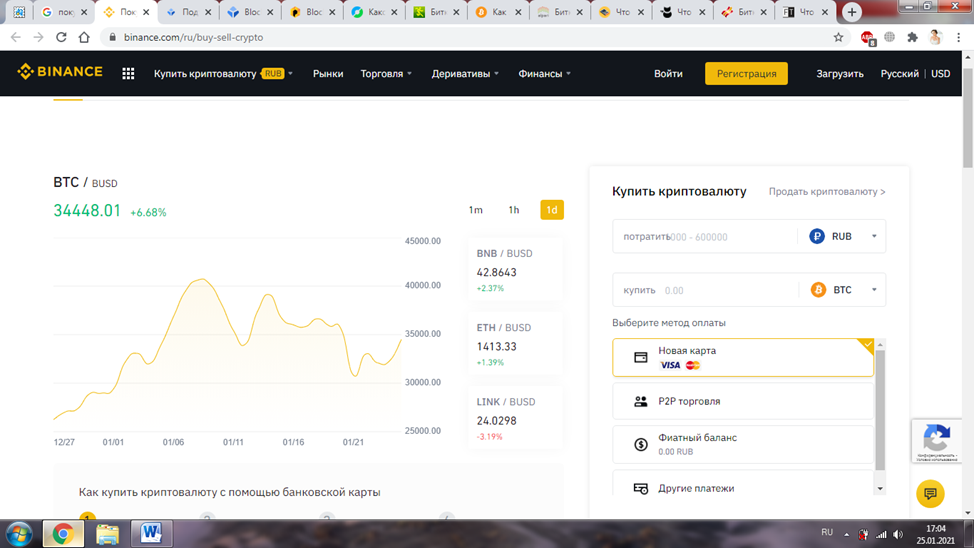 пок
Пок
Под
Bloc
Bloc
Како
Бит
Как
Бит
Что
Что
Бит
Что
binance.com/ru/buy-sell-crypto
BINANCE
Купить криптовалюту RUB
Рынки
Торговля
Деривативы
Финансы
Войти
Регистрация
Загрузить
Русский | USD
BTC / BUSD
34448.01 +6.68%
1m 1h 1d
45000.00
40000.00
35000.00
30000.00
25000.00
12/27 01/01 01/06 01/11 01/16 01/21
BNB / BUSD
42.8643
+2.37%
ETH / BUSD
1413.33
+1.39%
LINK / BUSD
24.0298
-3.19%
Как купить криптовалюту с помощью банковской карты
Купить криптовалюту
Продать криптовалюту >
потратить 000 - 600000 RUB
купить 0.00 BTC
Выберите метод оплаты
Новая карта
VISA
P2P торговля
Фиатный баланс
0.00 RUB
Другие платежи
RU
17:04
25.01.2021